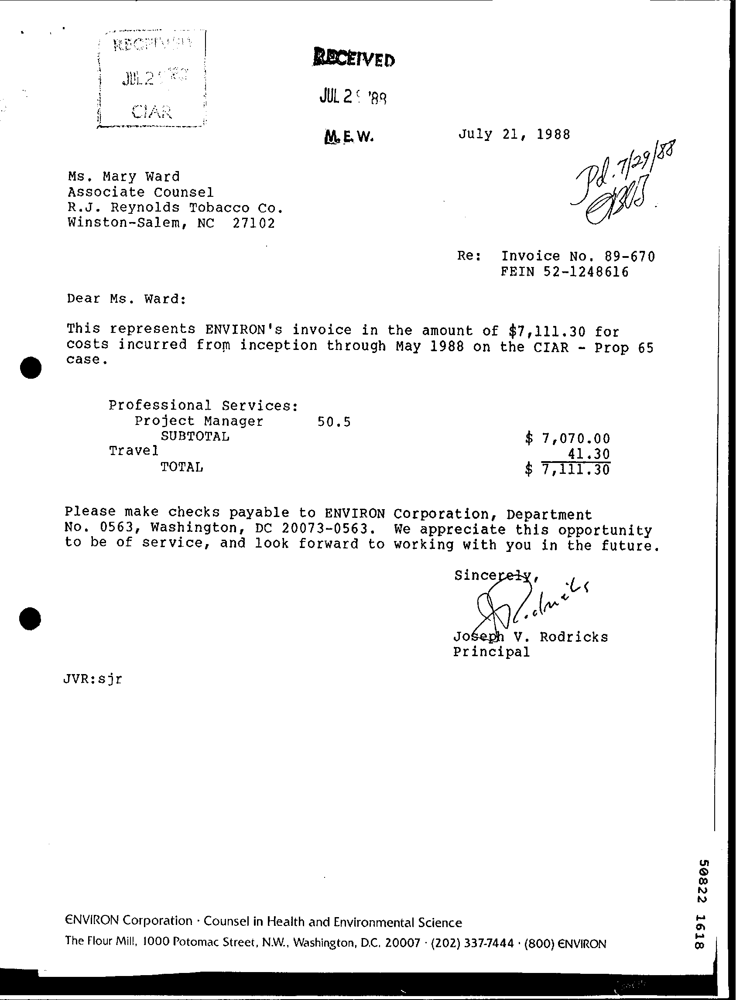 RECEIVED
JUL 2
CIAR
RECEIVED
JUL 2 '88
M.E.W.
July 21, 1988
Pd. 7/29/88
Ms. Mary Ward
Associate Counsel
R.J. Reynolds Tobacco Co.
Winston-Salem, NC 27102
Re: Invoice No. 89-670
FEIN 52-1248616
Dear Ms. Ward:
This represents ENVIRON's invoice in the amount of $7,111.30 for
costs incurred from inception through May 1988 on the CIAR - Prop 65
case.
Professional Services:
Project Manager 50.5
SUBTOTAL $ 7,070.00
Travel 41.30
TOTAL $ 7,111.30
Please make checks payable to ENVIRON Corporation, Department
No. 0563, Washington, DC 20073-0563. We appreciate this opportunity
to be of service, and look forward to working with you in the future.
Sincerely,
J Rodricks
Joseph V. Rodricks
Principal
JVR:sjr
50822 1618
ENVIRON Corporation · Counsel in Health and Environmental Science
The Flour Mill, 1000 Potomac Street, N.W., Washington, D.C. 20007 · (202) 337-7444 · (800) ENVIRON